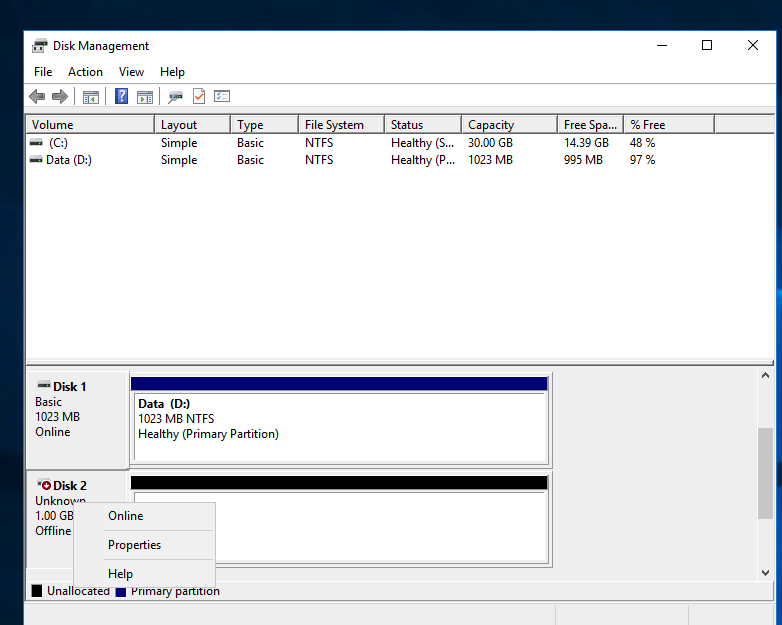 Disk Management
File Action View Help
Volume Layout Type File System Status Capacity Free Spa... % Free
(C:) Simple Basic NTFS Healthy (S... 30.00 GB 14.39 GB 48 %
Data (D:) Simple Basic NTFS Healthy (P... 1023 MB 995 MB 97 %
Disk 1
Basic
1023 MB
Online
Data (D:)
1023 MB NTFS
Healthy (Primary Partition)
Disk 2
Unknown
1.00 GB
Offline
Online
Properties
Help
Unallocated Primary partition